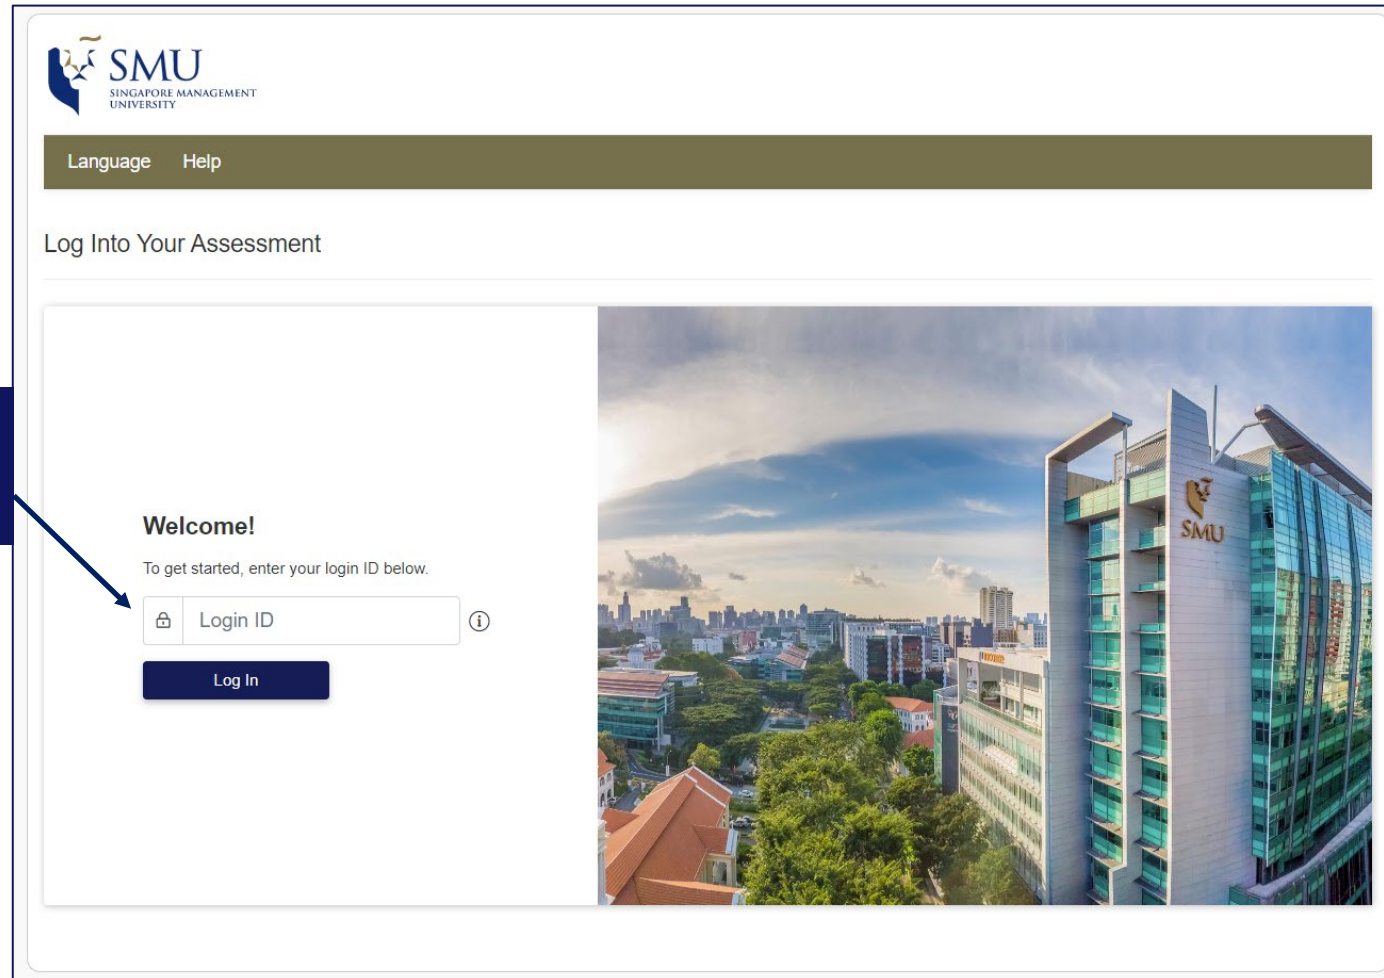 SMU
SINGAPORE MANAGEMENT
UNIVERSITY
Language Help
Log Into Your Assessment
Welcome!
To get started, enter your login ID below.
Login ID
Log In
SMU